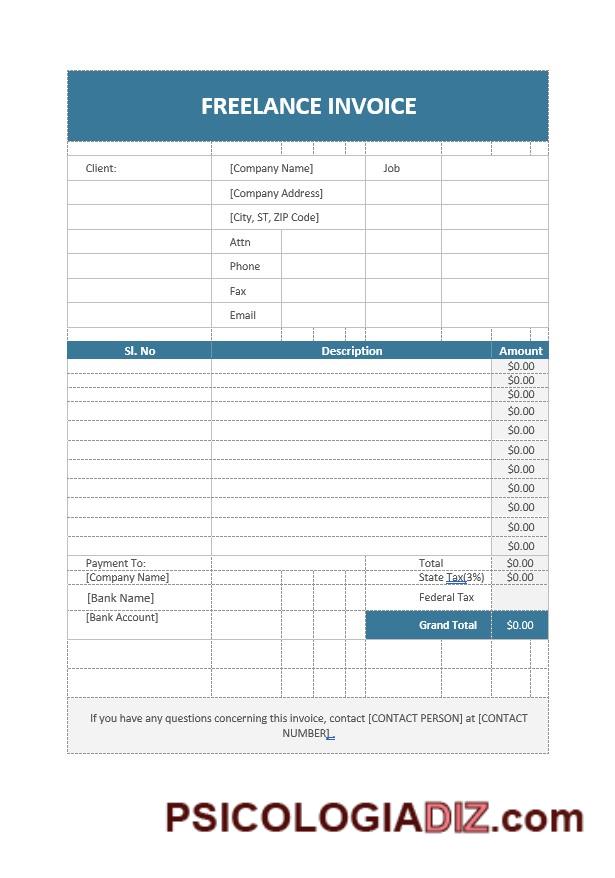 FREELANCE INVOICE
Client: [Company Name] Job
[Company Address]
[City, ST, ZIP Code]
Attn
Phone
Fax
Email
Sl. No Description Amount
$0.00
$0.00
$0.00
$0.00
$0.00
$0.00
$0.00
$0.00
$0.00
$0.00
$0.00
Payment To: Total $0.00
[Company Name] State Tax(3%) $0.00
[Bank Name] Federal Tax
[Bank Account]
Grand Total $0.00
If you have any questions concerning this invoice, contact [CONTACT PERSON] at [CONTACT
NUMBER] .
PSICOLOGIADIZ.com